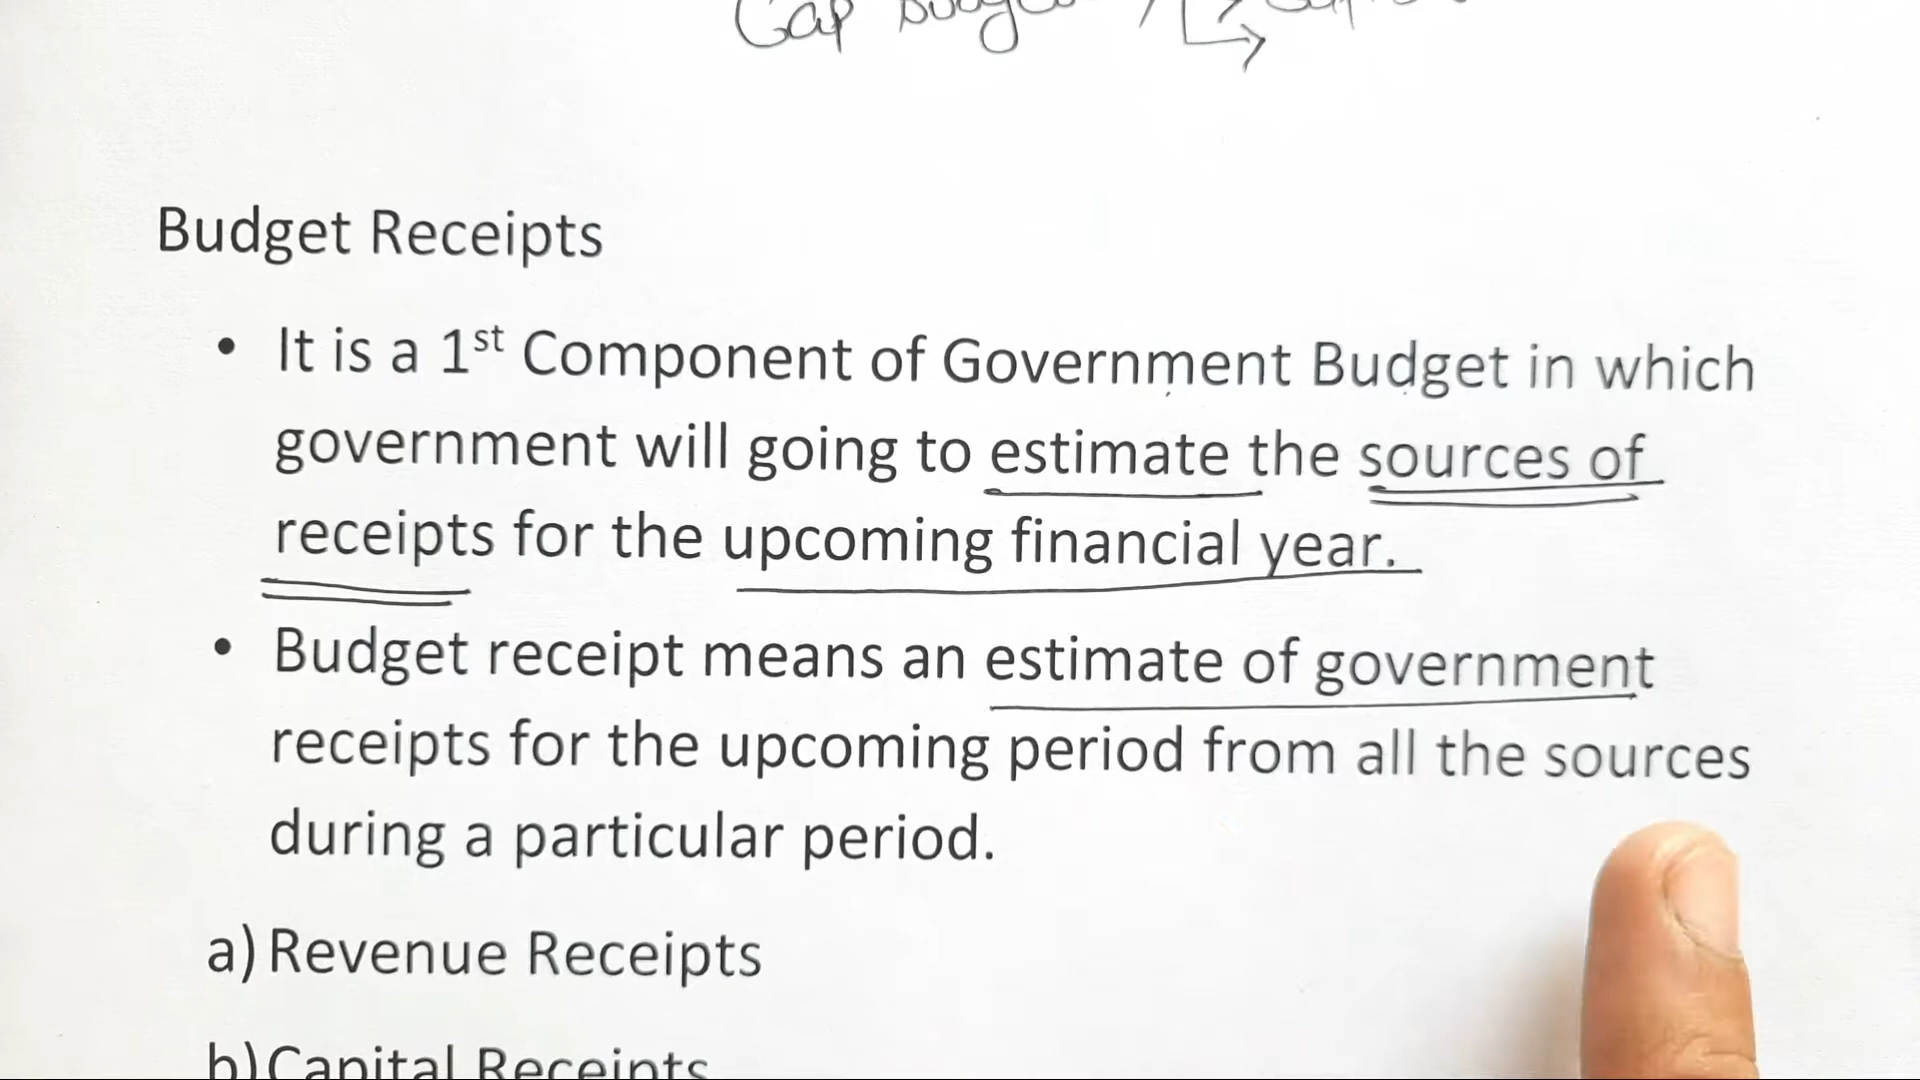 Cap
Budget Receipts
• It is a 1st Component of Government Budget in which
government will going to estimate the sources of
receipts for the upcoming financial year.
• Budget receipt means an estimate of government
receipts for the upcoming period from all the sources
during a particular period.
a) Revenue Receipts
b) Capital Receipts